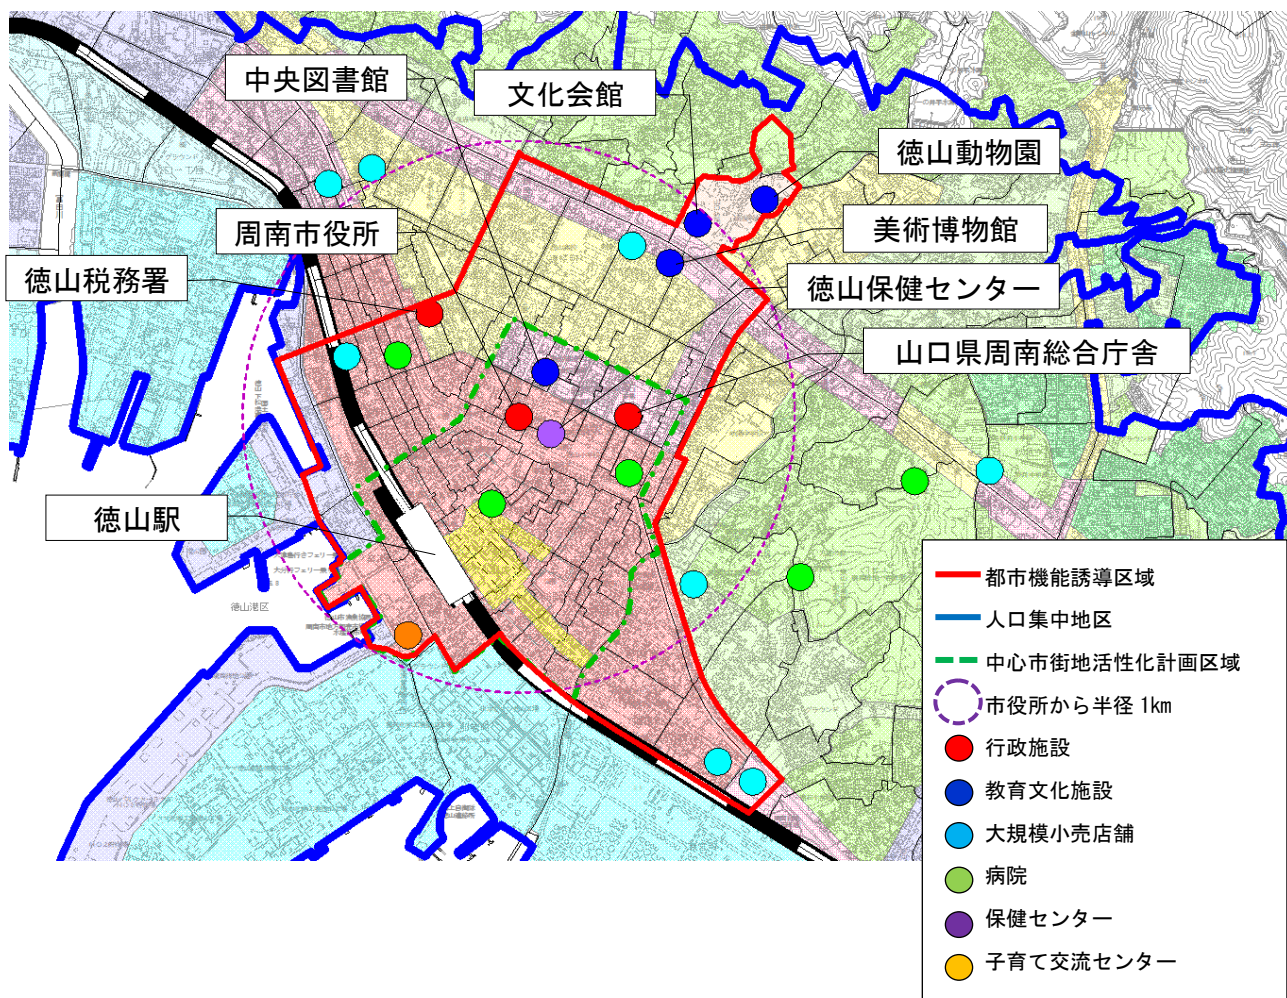 中央図書館
文化会館
徳山動物園
周南市役所
美術博物館
徳山税務署
徳山保健センター
山口県周南総合庁舎
徳山駅
徳山港区
都市機能誘導区域
人口集中地区
中心市街地活性化計画区域
市役所から半径 1km
行政施設
教育文化施設
大規模小売店舗
病院
保健センター
子育て交流センター